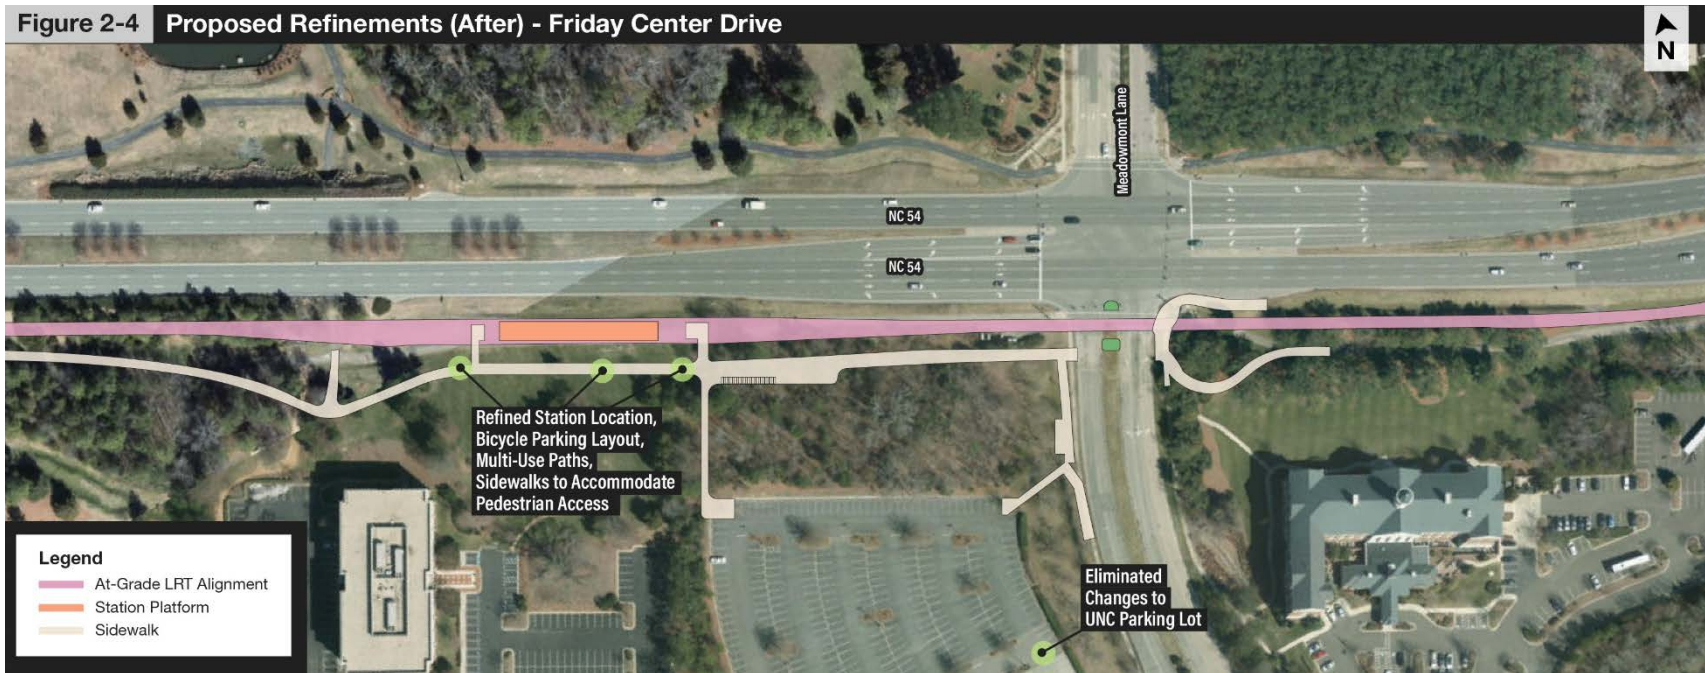 Figure 2-4 Proposed Refinements (After) - Friday Center Drive
N
Meadowmont Lane
NC 54
NC 54
Refined Station Location,
Bicycle Parking Layout,
Multi-Use Paths,
Sidewalks to Accommodate
Pedestrian Access
Eliminated
Changes to
UNC Parking Lot
Legend
At-Grade LRT Alignment
Station Platform
Sidewalk